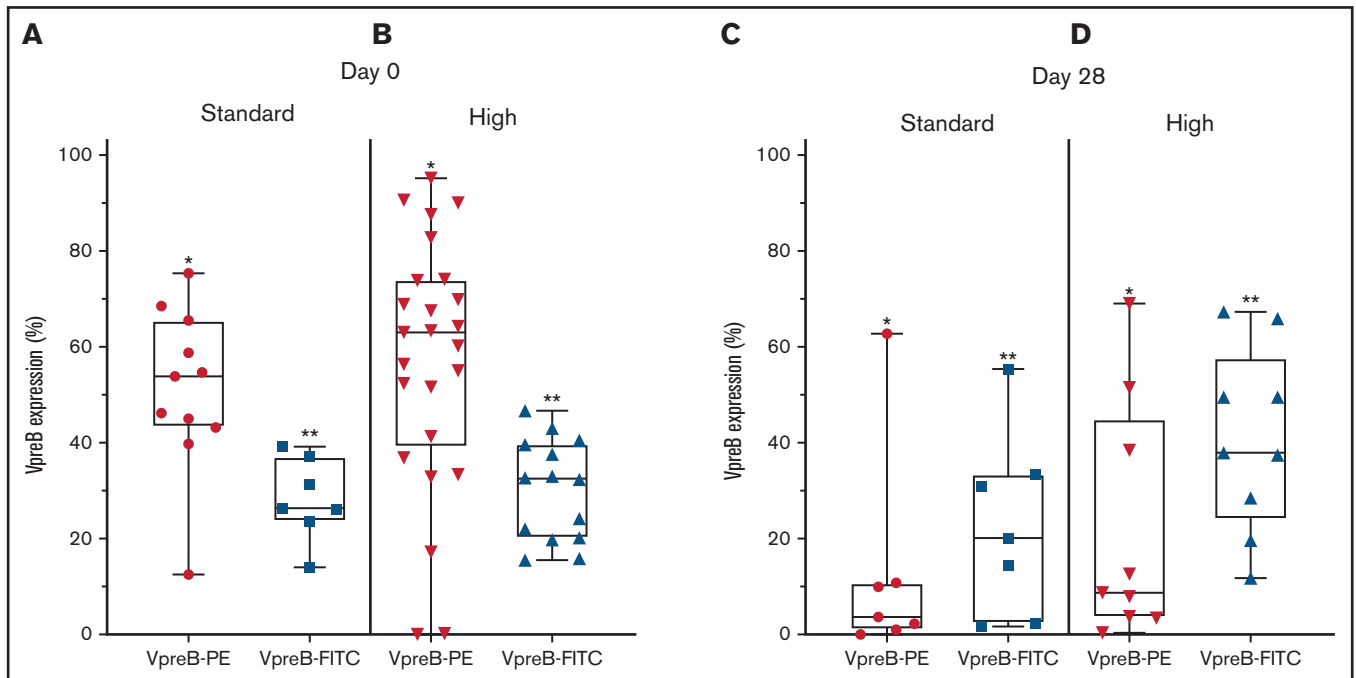 A B C D
Day 0 Day 28
Standard High Standard High
VpreB expression (%) VpreB expression (%)
100 100
80 80
60 60
40 40
20 20
0 0
* ** * ** * ** * **
VpreB-PE VpreB-FITC VpreB-PE VpreB-FITC VpreB-PE VpreB-FITC VpreB-PE VpreB-FITC